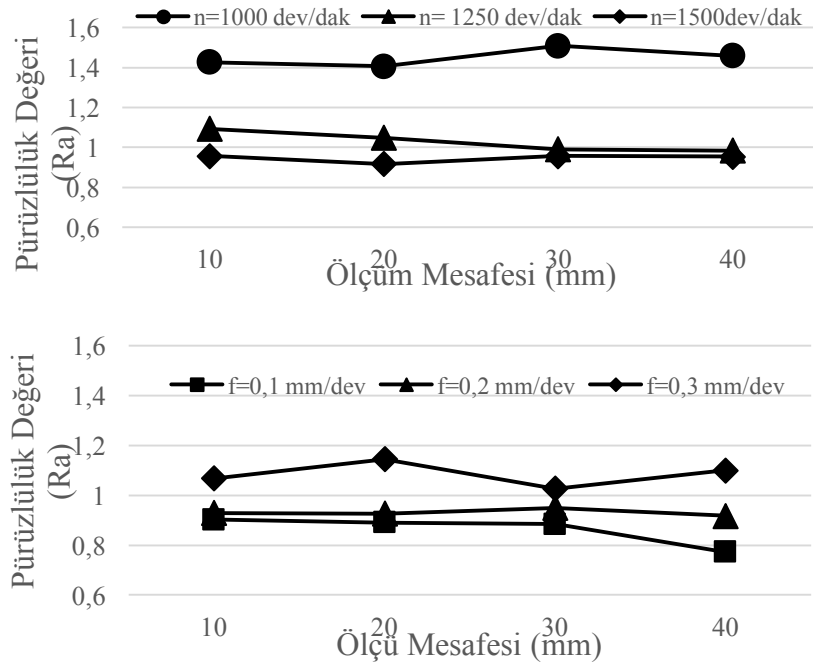 n=1000 dev/dak n= 1250 dev/dak n=1500dev/dak
Pürüzlülük Değeri
(Ra)
1,6
1,4
1,2
1
0,8
0,6
10 20 30 40
Ölçüm Mesafesi (mm)
Pürüzlülük Değeri
(Ra)
1,6
f=0,1 mm/dev f=0,2 mm/dev f=0,3 mm/dev
1,4
1,2
1
0,8
0,6
10 20 30 40
Ölçü Mesafesi (mm)